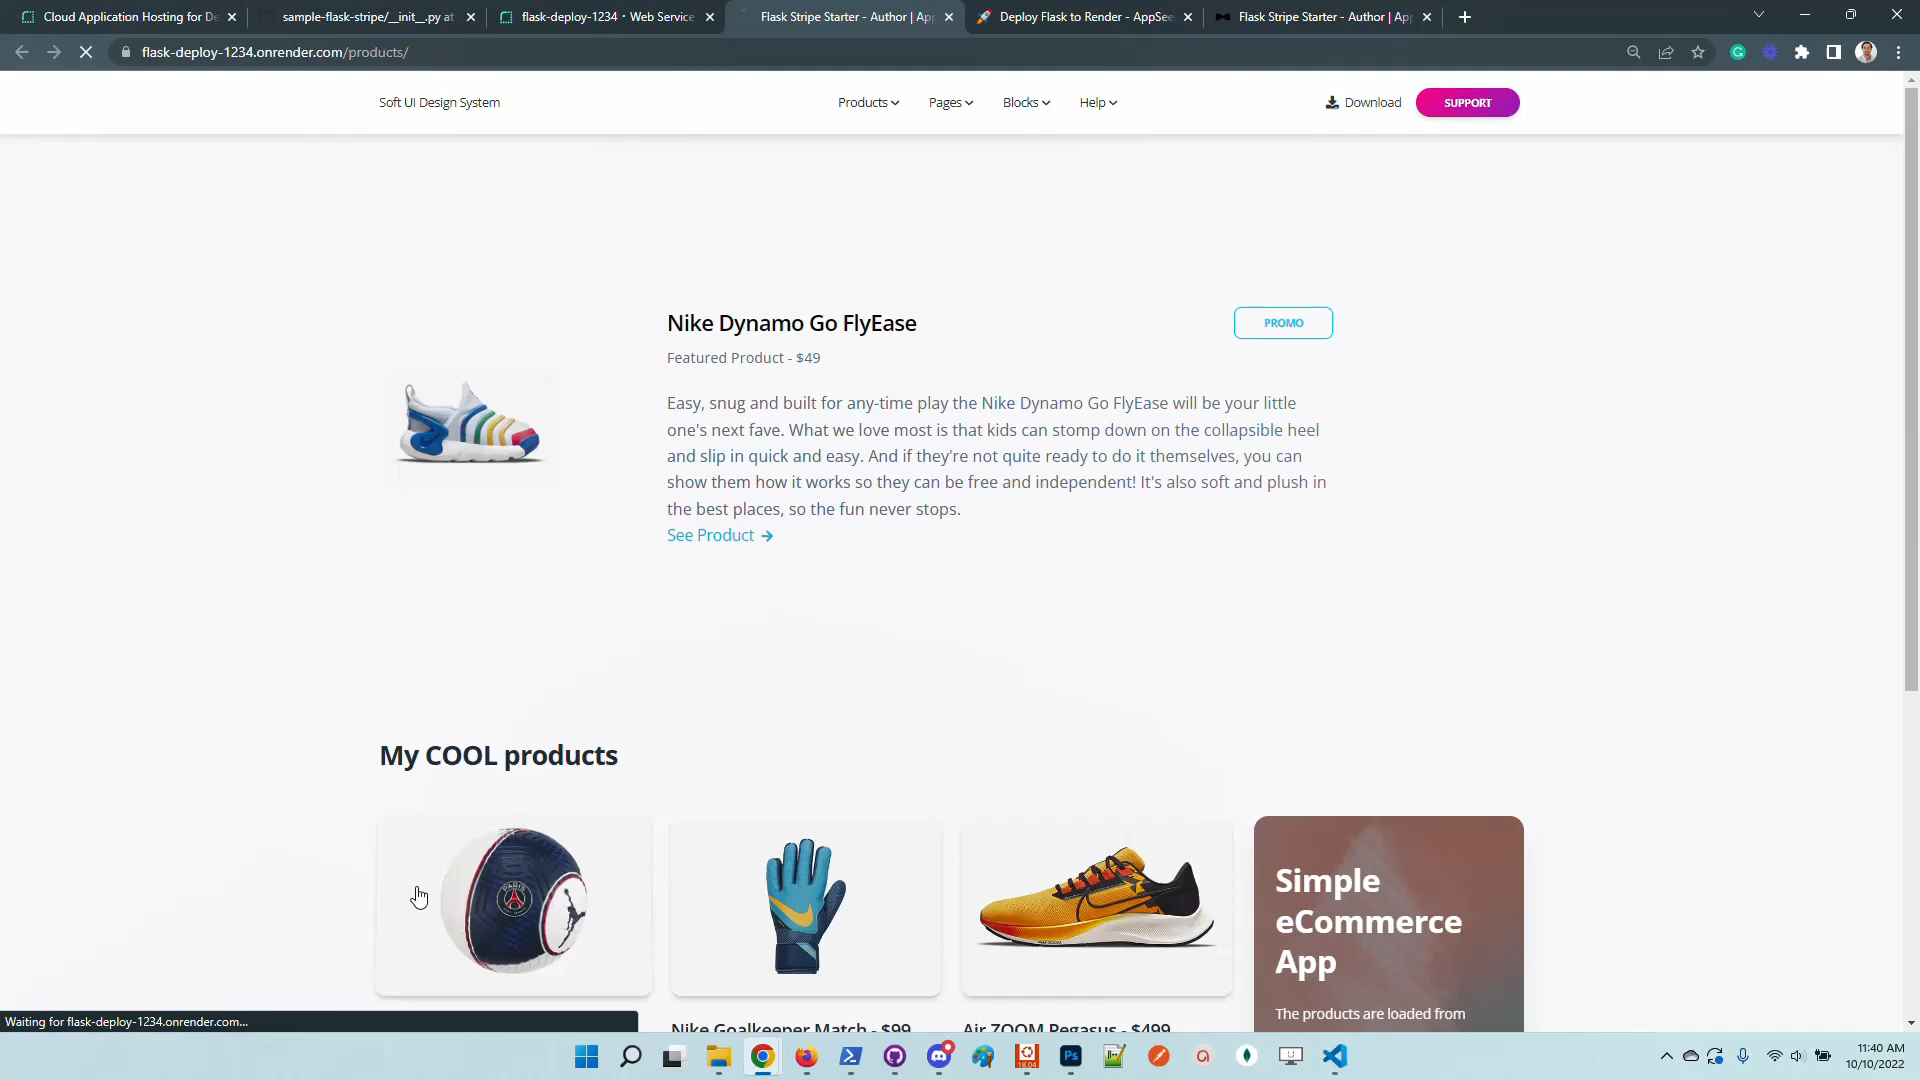 Cloud Application Hosting for De
sample-flask-stripe/__init__.py at
flask-deploy-1234 · Web Service
Flask Stripe Starter - Author | App
Deploy Flask to Render - AppSee
Flask Stripe Starter - Author | App
flask-deploy-1234.onrender.com/products/
Soft UI Design System
Products
Pages
Blocks
Help
Download
SUPPORT
Nike Dynamo Go FlyEase
PROMO
Featured Product - $49
Easy, snug and built for any-time play the Nike Dynamo Go FlyEase will be your little
one's next fave. What we love most is that kids can stomp down on the collapsible heel
and slip in quick and easy. And if they're not quite ready to do it themselves, you can
show them how it works so they can be free and independent! It's also soft and plush in
the best places, so the fun never stops.
See Product
My COOL products
PARIS
Simple
eCommerce
App
The products are loaded from
Nike Goalkeeper Match - $99
Air ZOOM Pegasus - $499
Waiting for flask-deploy-1234.onrender.com...
18.04
Ps
11:40 AM
10/10/2022